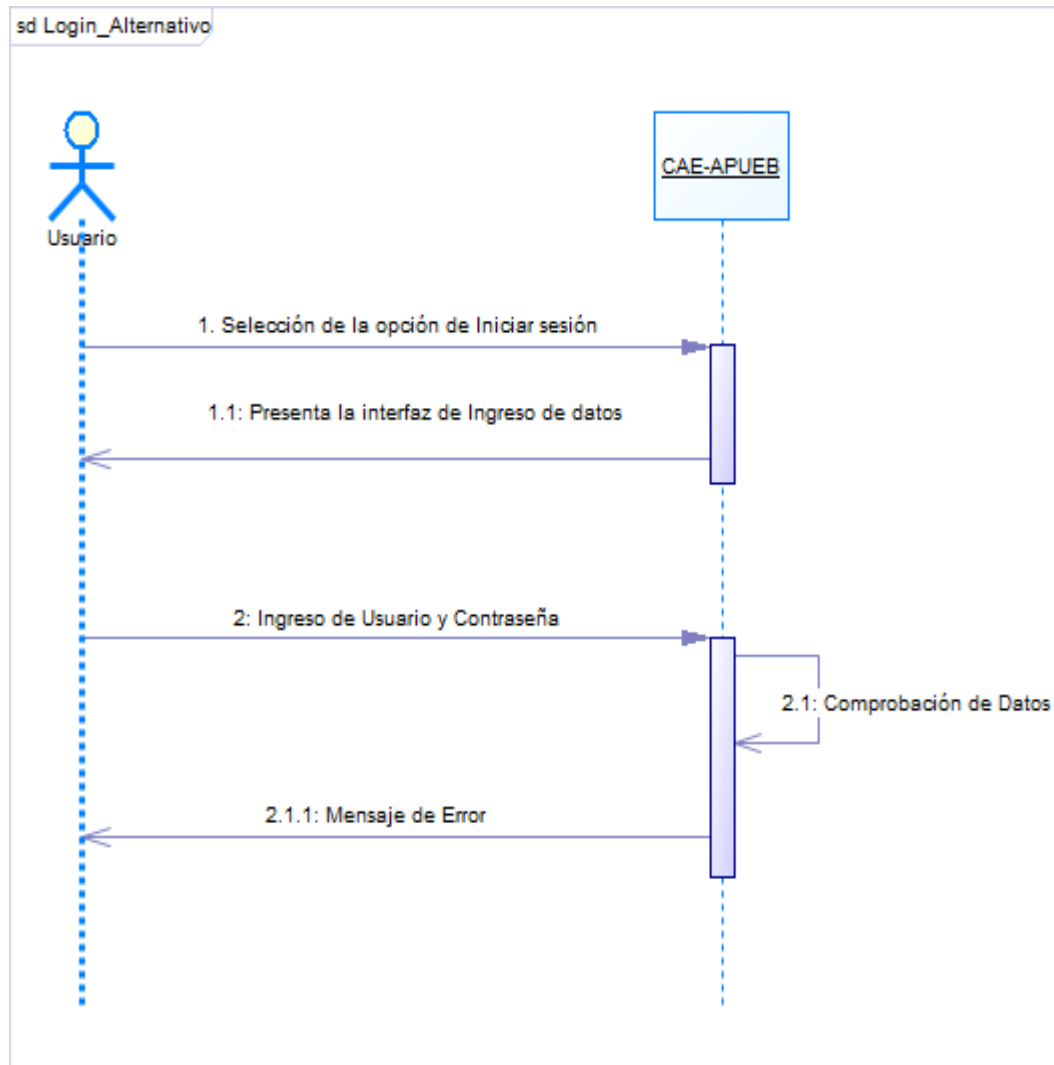 sd Login_Alternativo
CAE-APUEB
Usuario
1. Selección de la opción de Iniciar sesión
1.1: Presenta la interfaz de Ingreso de datos
2: Ingreso de Usuario y Contraseña
2.1: Comprobación de Datos
2.1.1: Mensaje de Error